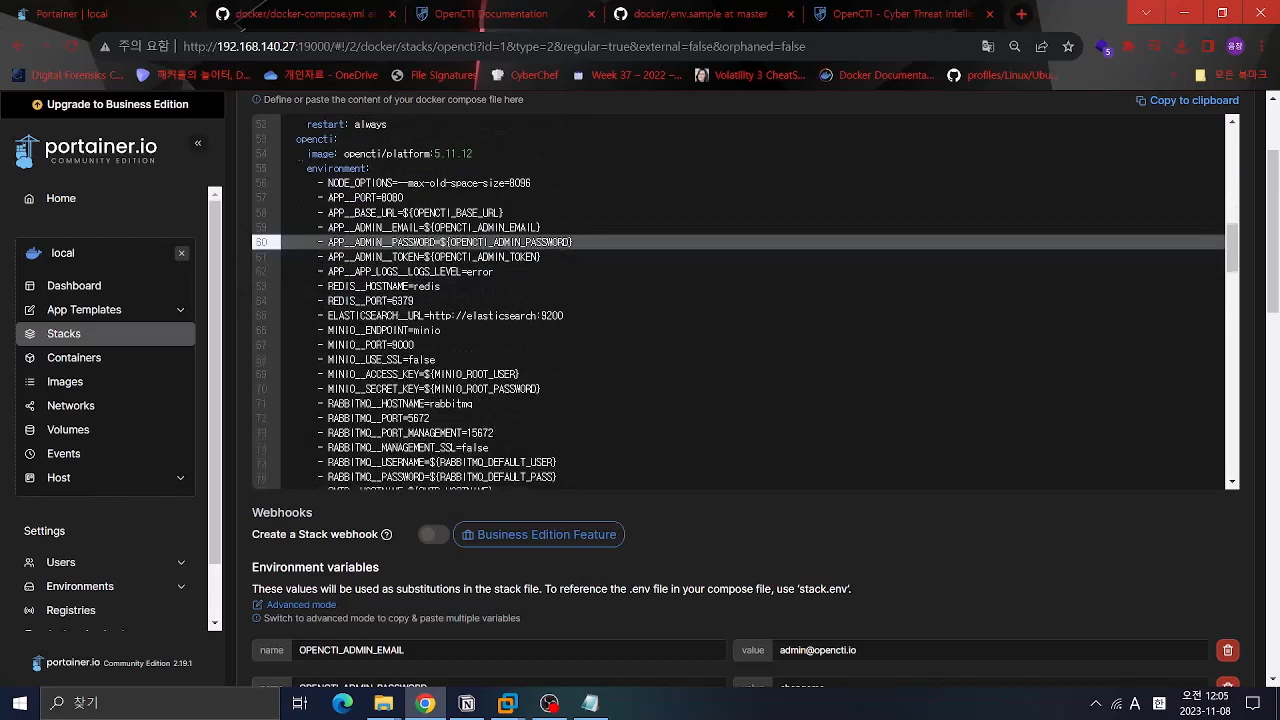 Portainer | local
docker/docker-compose.yml at
OpenCTI Documentation
docker/.env.sample at master
OpenCTI - Cyber Threat Intellig
주의 요함
http://192.168.140.27:19000/#!/2/docker/stacks/opencti?id=1&type=2&regular=true&external=false&orphaned=false
Digital Forensics C...
해커풀의 놀이터, D...
개인자료 - OneDrive
File Signatures
CyberChef
Week 37 – 2022 –...
Volatility 3 CheatS...
Docker Documenta...
profiles/Linux/Ubu...
모든 북마크
Upgrade to Business Edition
portainer.io
COMMUNITY EDITION
Home
local
Dashboard
App Templates
Stacks
Containers
Images
Networks
Volumes
Events
Host
Settings
Users
Environments
Registries
portainer.io Community Edition 2.19.1
Define or paste the content of your docker compose file here
Copy to clipboard
52 restart: always
53 opencti:
54 image: opencti/platform:5.11.12
55 environment:
56 - NODE_OPTIONS=--max-old-space-size=8096
57 - APP__PORT=8080
58 - APP__BASE_URL=${OPENCTI_BASE_URL}
59 - APP__ADMIN__EMAIL=${OPENCTI_ADMIN_EMAIL}
60 - APP__ADMIN__PASSWORD=${OPENCTI_ADMIN_PASSWORD}
61 - APP__ADMIN__TOKEN=${OPENCTI_ADMIN_TOKEN}
62 - APP__APP_LOGS__LOGS_LEVEL=error
63 - REDIS__HOSTNAME=redis
64 - REDIS__PORT=6379
65 - ELASTICSEARCH__URL=http://elasticsearch:9200
66 - MINIO__ENDPOINT=minio
67 - MINIO__PORT=9000
68 - MINIO__USE_SSL=false
69 - MINIO__ACCESS_KEY=${MINIO_ROOT_USER}
70 - MINIO__SECRET_KEY=${MINIO_ROOT_PASSWORD}
71 - RABBITMQ__HOSTNAME=rabbitmq
72 - RABBITMQ__PORT=5672
73 - RABBITMQ__PORT_MANAGEMENT=15672
74 - RABBITMQ__MANAGEMENT_SSL=false
- RABBITMQ__USERNAME=${RABBITMQ_DEFAULT_USER}
- RABBITMQ__PASSWORD=${RABBITMQ_DEFAULT_PASS}
- SMTP__HOSTNAME=${SMTP_HOSTNAME}
Webhooks
Create a Stack webhook
Business Edition Feature
Environment variables
These values will be used as substitutions in the stack file. To reference the .env file in your compose file, use 'stack.env'.
Advanced mode
Switch to advanced mode to copy & paste multiple variables
name OPENCTI_ADMIN_EMAIL value admin@opencti.io
찾기
A
한
오전 12:05
2023-11-08